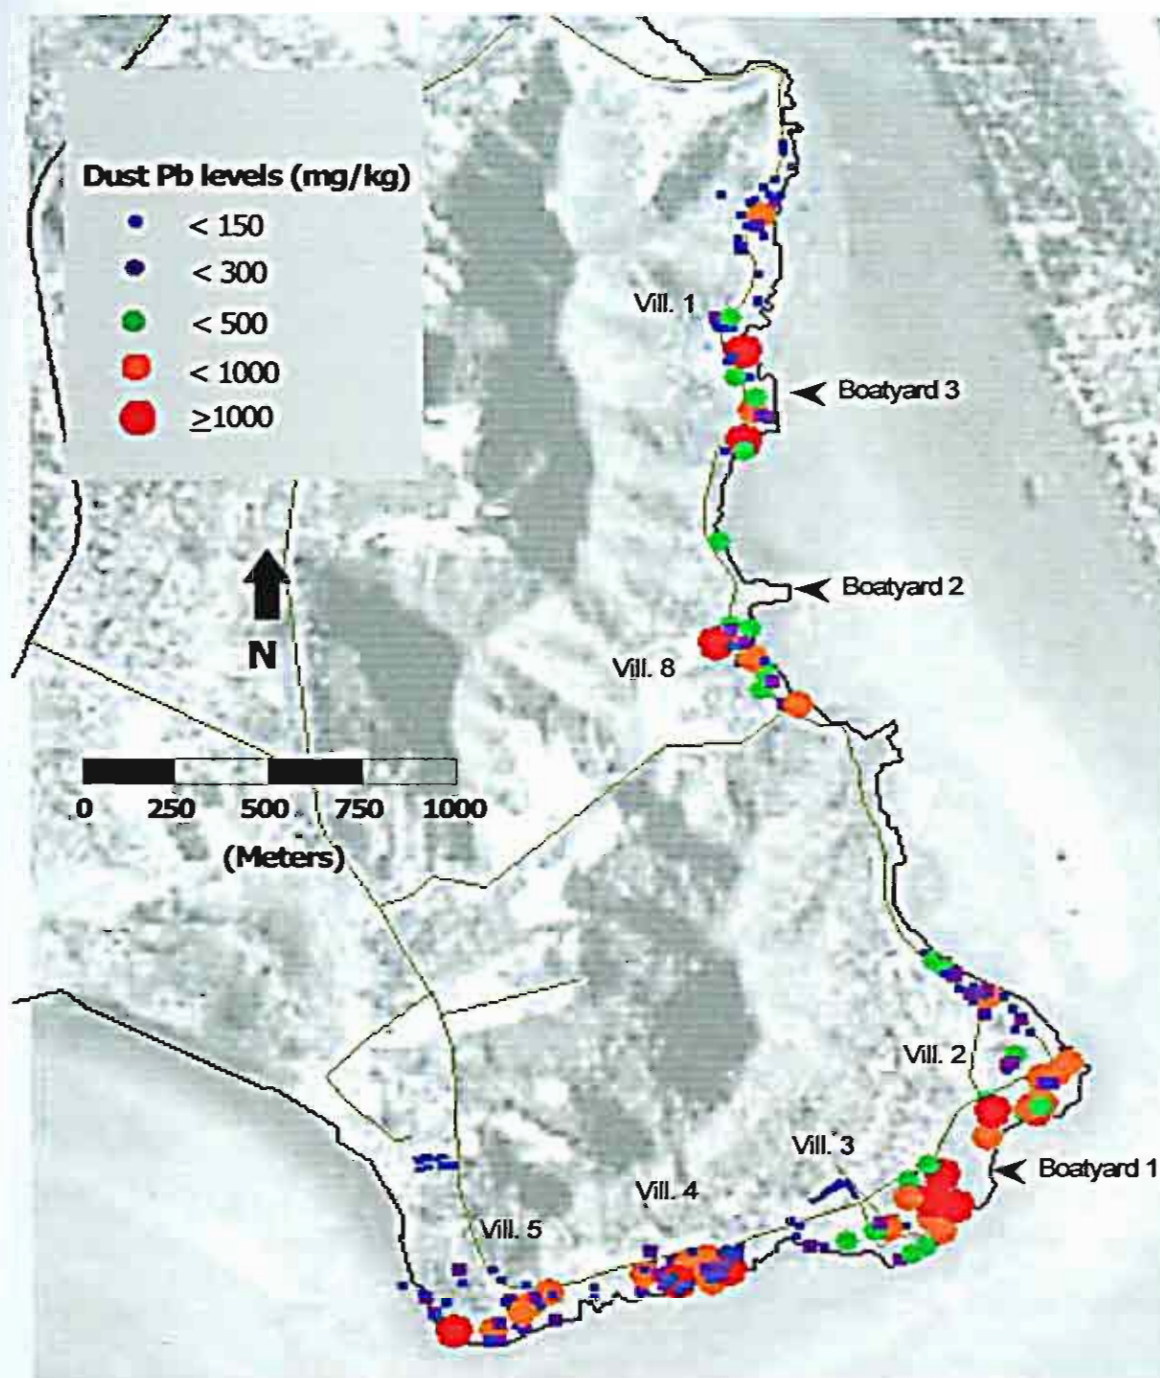 Dust Pb levels (mg/kg)
< 150
< 300
< 500
< 1000
≥1000
Vill. 1
Boatyard 3
Boatyard 2
N
Vill. 8
0 250 500 750 1000
(Meters)
Vill. 2
Vill. 3
Boatyard 1
Vill. 4
Vill. 5